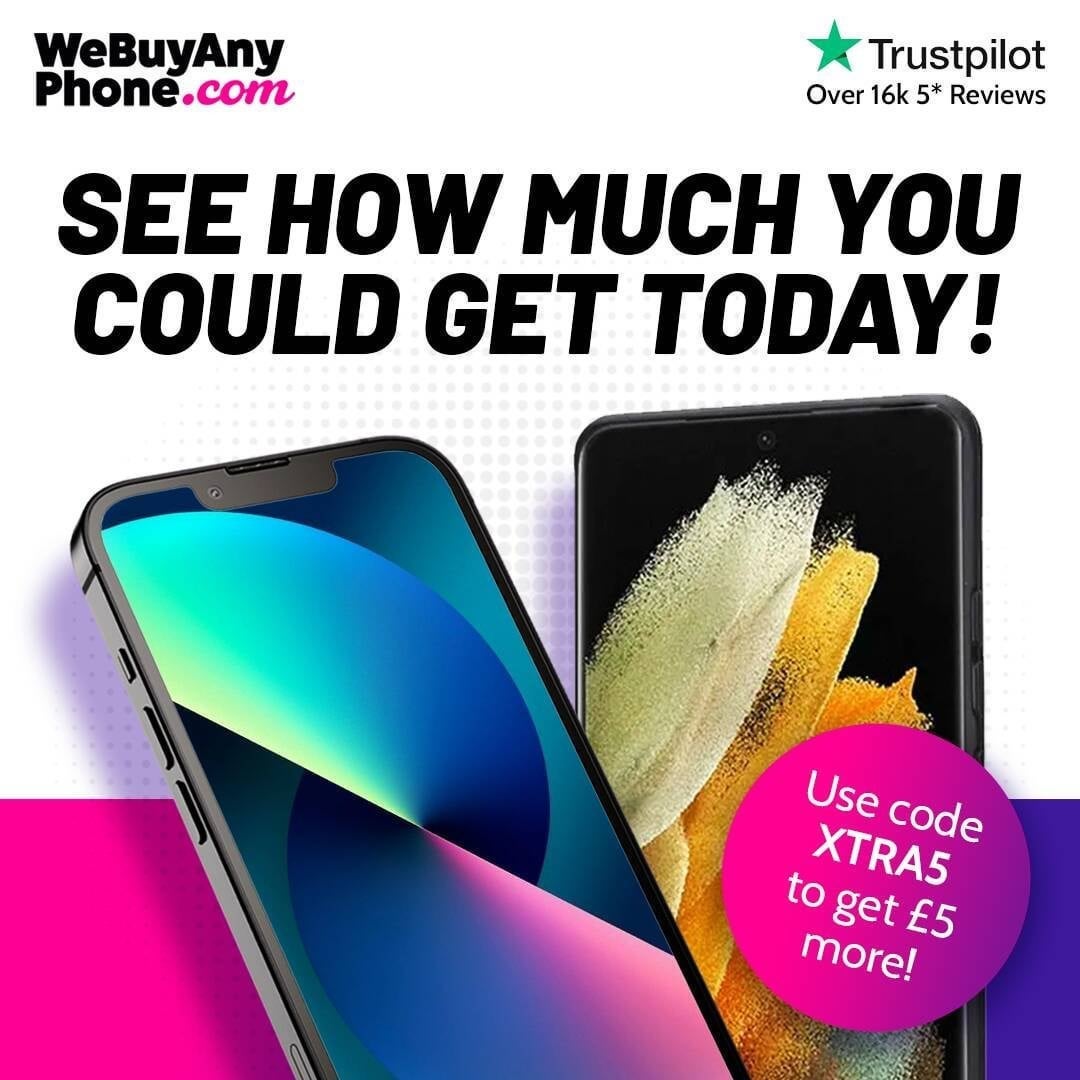 WeBuyAny
Phone.com
Trustpilot
Over 16k 5* Reviews
SEE HOW MUCH YOU
COULD GET TODAY!
Use code
XTRA5
to get £5
more!